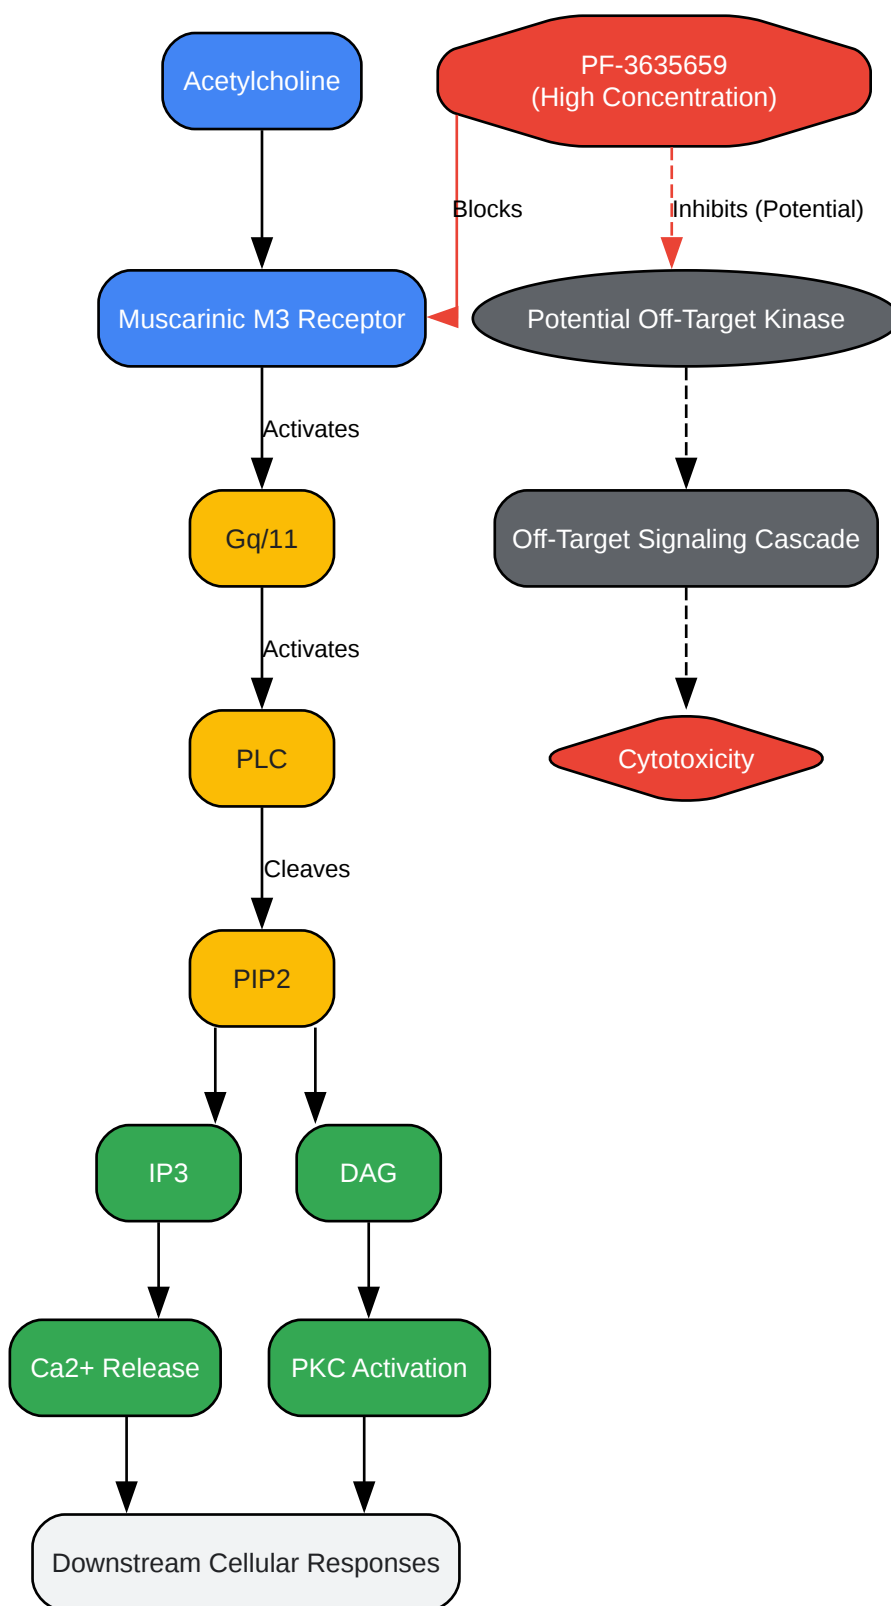 Acetylcholine
PF-3635659
(High Concentration)
Blocks
Inhibits (Potential)
Muscarinic M3 Receptor
Potential Off-Target Kinase
Activates
Gq/11
Off-Target Signaling Cascade
Activates
PLC
Cytotoxicity
Cleaves
PIP2
IP3
DAG
Ca2+ Release
PKC Activation
Downstream Cellular Responses